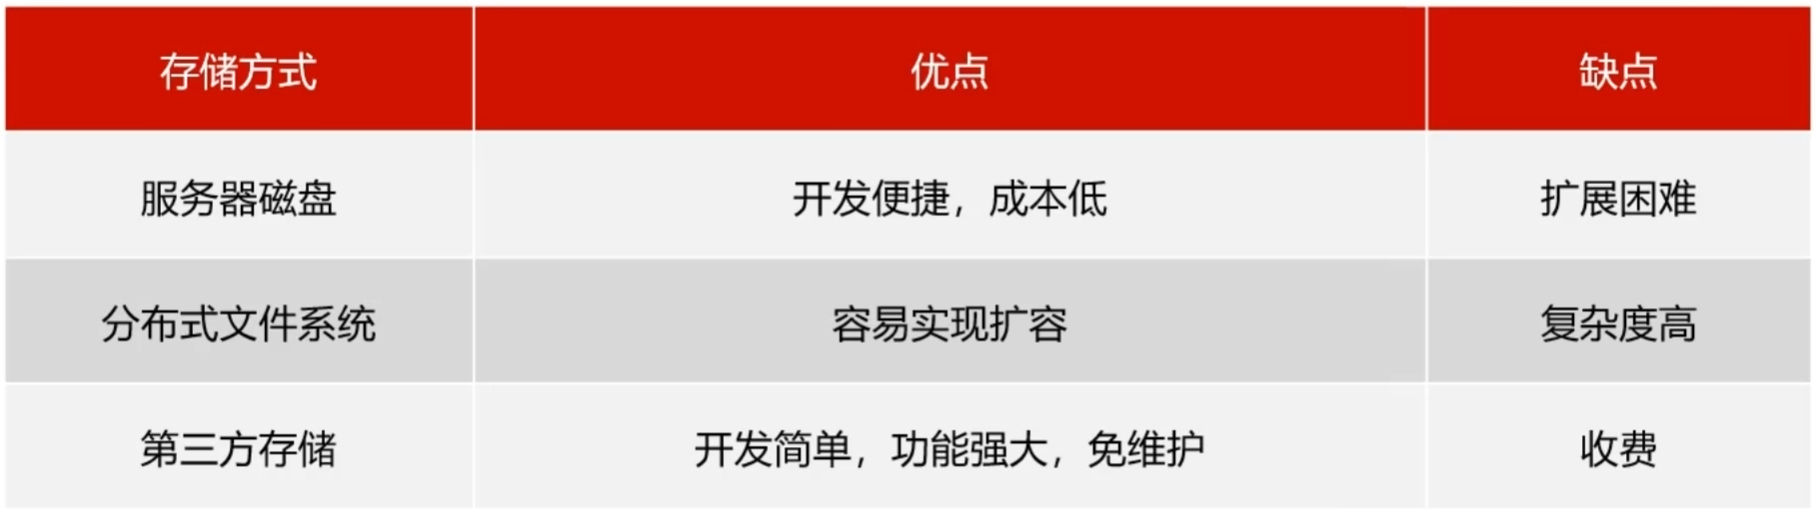 存储方式 优点 缺点
服务器磁盘 开发便捷，成本低 扩展困难
分布式文件系统 容易实现扩容 复杂度高
第三方存储 开发简单，功能强大，免维护 收费